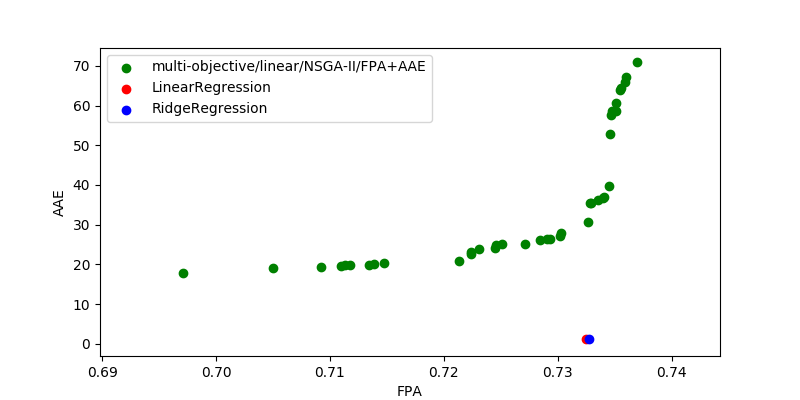 multi-objective/linear/NSGA-II/FPA+AAE
LinearRegression
RidgeRegression
AAE
70
60
50
40
30
20
10
0
0.69 0.70 0.71 0.72 0.73 0.74
FPA